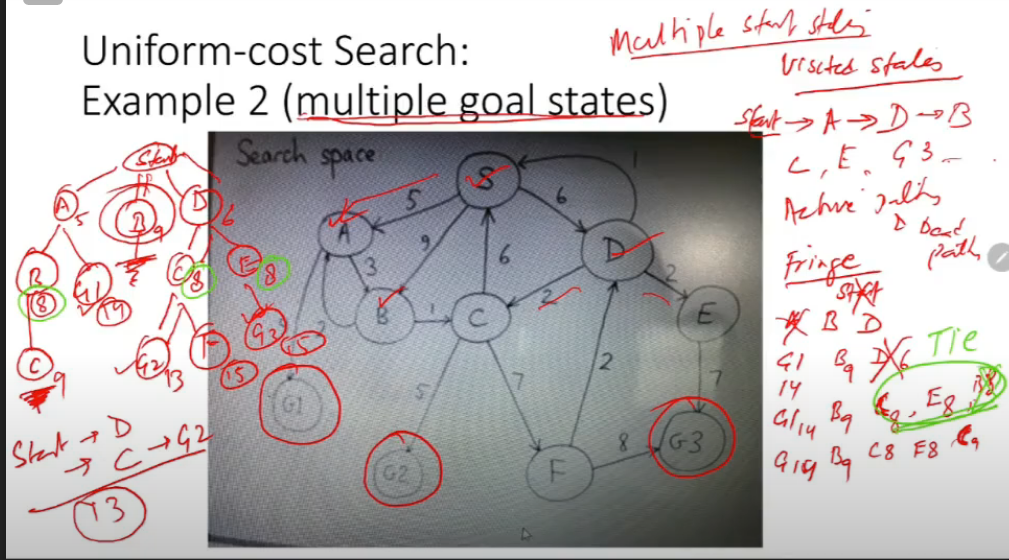 Uniform-cost Search:
Example 2 (multiple goal states)
Multiple start states
Visited states
Start → A → D → B
C, E, G3 - - .
Active paths
D Dead
path
Fringe
Start
A B D
G1 B9 D6
14
G1,14 B9 C8, E8, B8
G1,14 B9 C8 E8 C9
Tie
Search space
S
5
6
1
A
9
6
D
3
2
2
B
1
C
E
5
7
2
7
G1
G2
F
8
G3
Start
A 5
B 9
D 6
B
8
G1
14
C 8
E 8
C 9
G2 13
F
15
G3 15
Start → D
→ C → G2
13